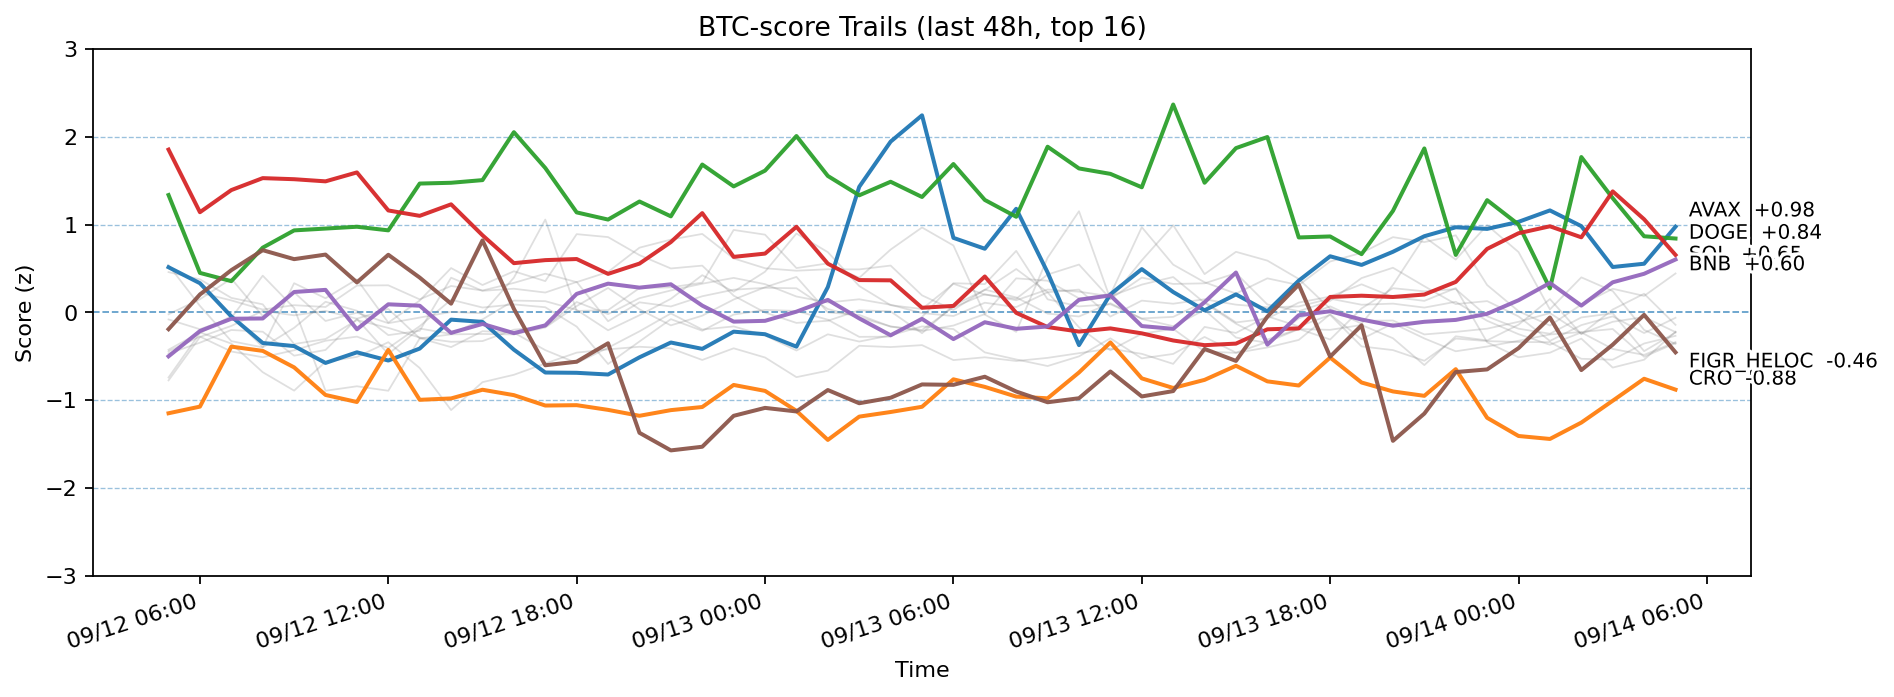 BTC-score Trails (last 48h, top 16)
Score (z)
3
2
1
0
−1
−2
−3
AVAX +0.98
DOGE +0.84
SOL +0.65
BNB +0.60
FIGR_HELOC -0.46
CRO -0.88
09/12 06:00
09/12 12:00
09/12 18:00
09/13 00:00
09/13 06:00
09/13 12:00
09/13 18:00
09/14 00:00
09/14 06:00
Time